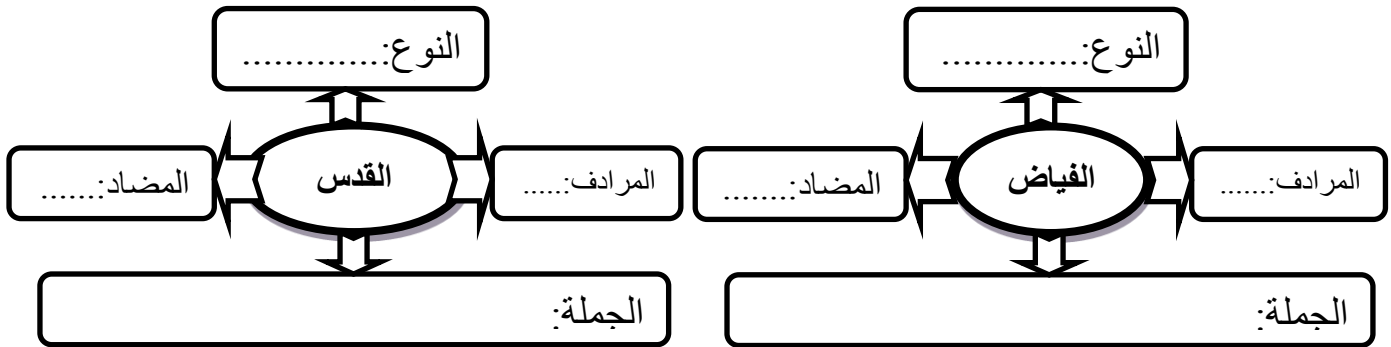 النوع:..............
النوع:..............
المرادف:......
الفياض
المضاد:........
المرادف:.....
القدس
المضاد:.......
الجملة:
الجملة: